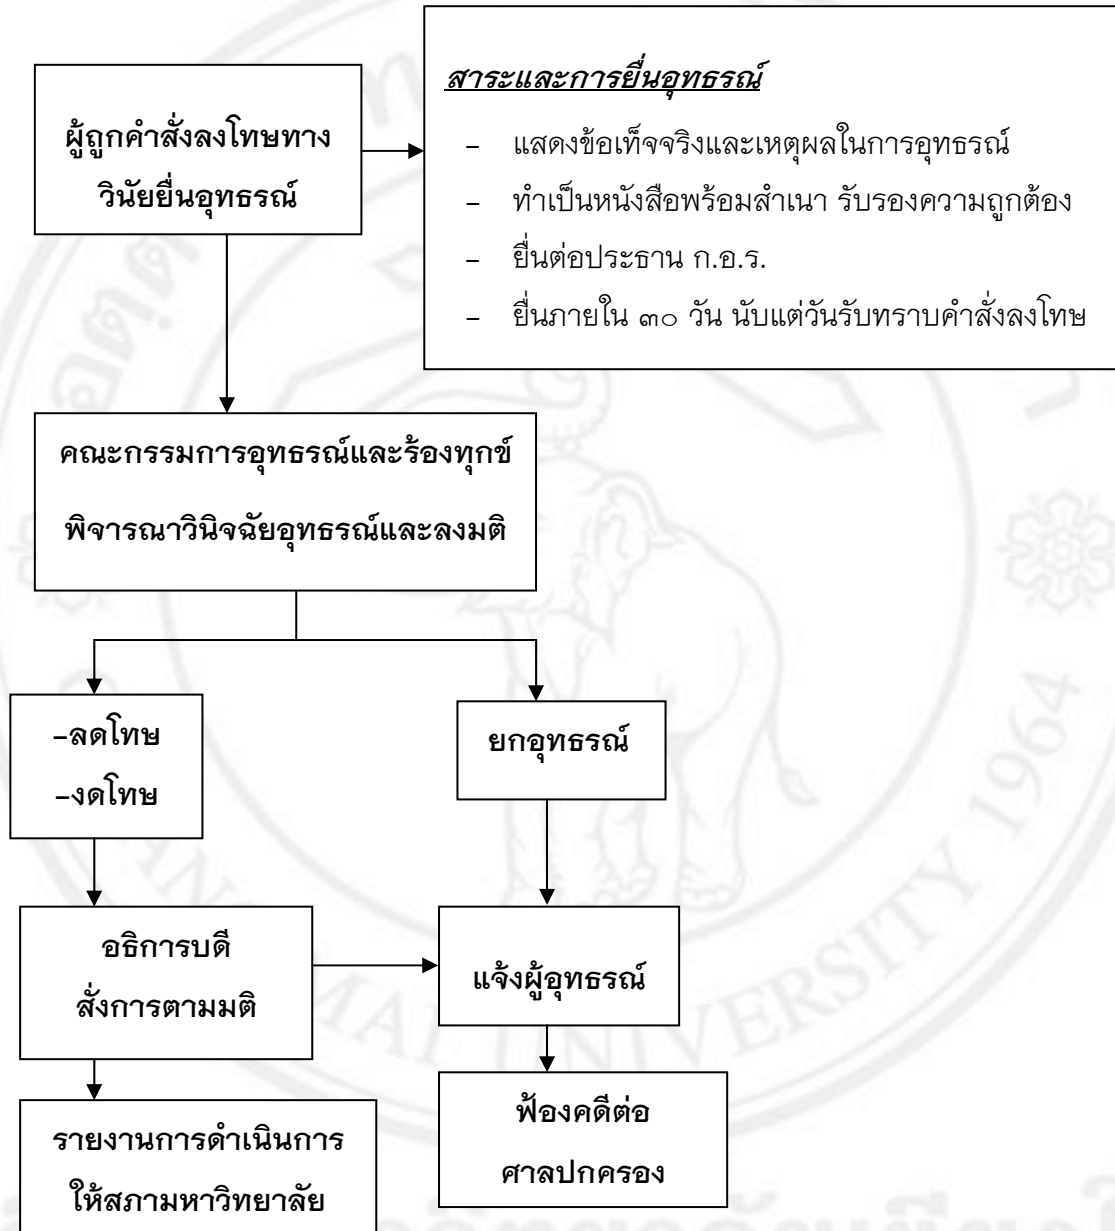 ผู้ถูกคำสั่งลงโทษทาง
วินัยยื่นอุทธรณ์
สาระและการยื่นอุทธรณ์
– แสดงข้อเท็จจริงและเหตุผลในการอุทธรณ์
– ทำเป็นหนังสือพร้อมสำเนา รับรองความถูกต้อง
– ยื่นต่อประธาน ก.อ.ร.
– ยื่นภายใน ๓๐ วัน นับแต่วันรับทราบคำสั่งลงโทษ
คณะกรรมการอุทธรณ์และร้องทุกข์
พิจารณาวินิจฉัยอุทธรณ์และลงมติ
–ลดโทษ
–งดโทษ
ยกอุทธรณ์
อธิการบดี
สั่งการตามมติ
แจ้งผู้อุทธรณ์
รายงานการดำเนินการ
ให้สภามหาวิทยาลัย
ฟ้องคดีต่อ
ศาลปกครอง
MAI UNIVERSITY 1964